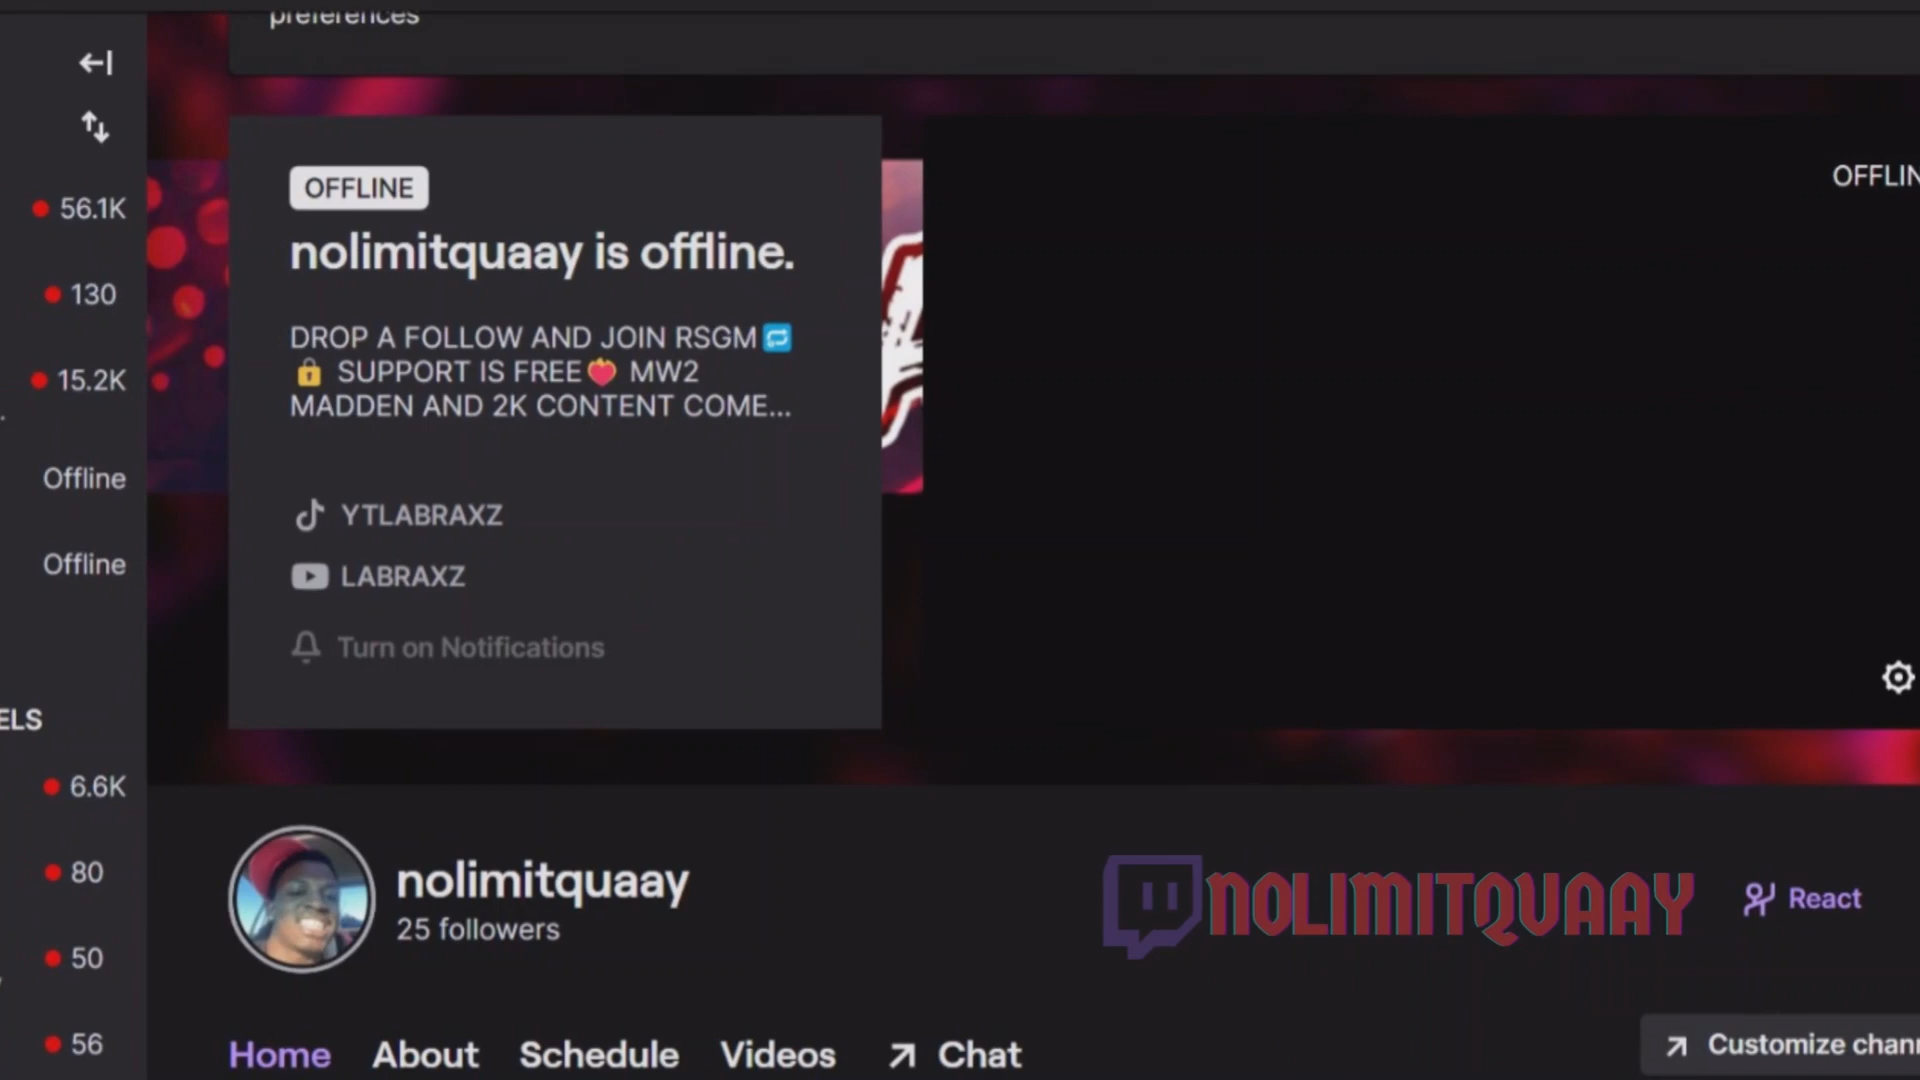 preferences
56.1K
130
15.2K
Offline
Offline
ELS
6.6K
80
50
56
OFFLINE
nolimitquaay is offline.
DROP A FOLLOW AND JOIN RSGM🔁
🔒 SUPPORT IS FREE❤️ MW2
MADDEN AND 2K CONTENT COME...
YTLABRAXZ
LABRAXZ
Turn on Notifications
OFFLIN
nolimitquaay
25 followers
NOLIMITQUAAY
React
Home About Schedule Videos Chat
Customize chann